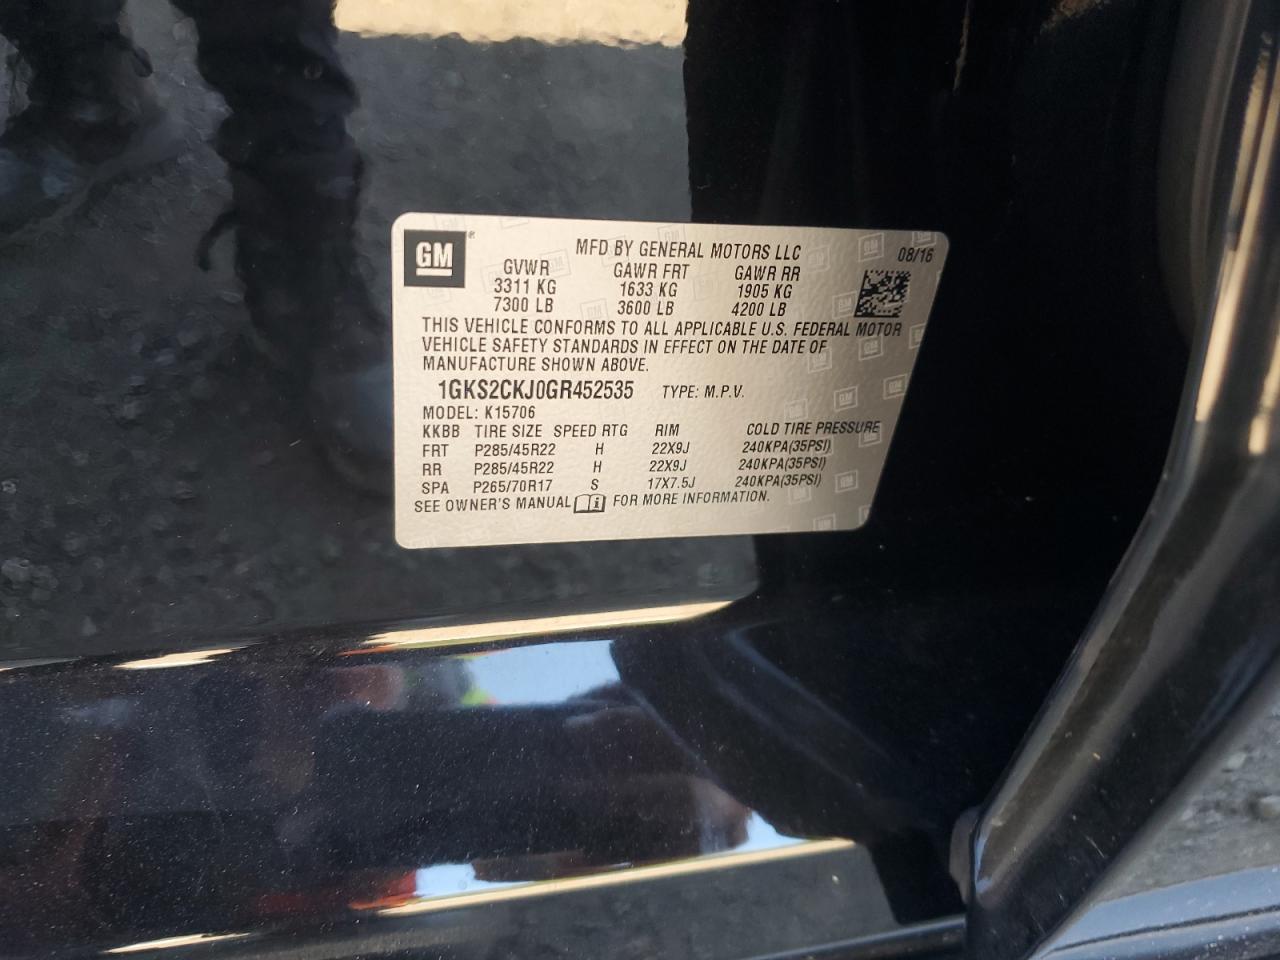 GM ®
MFD BY GENERAL MOTORS LLC 08/16
GVWR GAWR FRT GAWR RR
3311 KG 1633 KG 1905 KG
7300 LB 3600 LB 4200 LB
THIS VEHICLE CONFORMS TO ALL APPLICABLE U.S. FEDERAL MOTOR
VEHICLE SAFETY STANDARDS IN EFFECT ON THE DATE OF
MANUFACTURE SHOWN ABOVE.
1GKS2CKJ0GR452535 TYPE: M.P.V.
MODEL: K15706
KKBB TIRE SIZE SPEED RTG RIM COLD TIRE PRESSURE
FRT P285/45R22 H 22X9J 240KPA(35PSI)
RR P285/45R22 H 22X9J 240KPA(35PSI)
SPA P265/70R17 S 17X7.5J 240KPA(35PSI)
SEE OWNER'S MANUAL i FOR MORE INFORMATION.